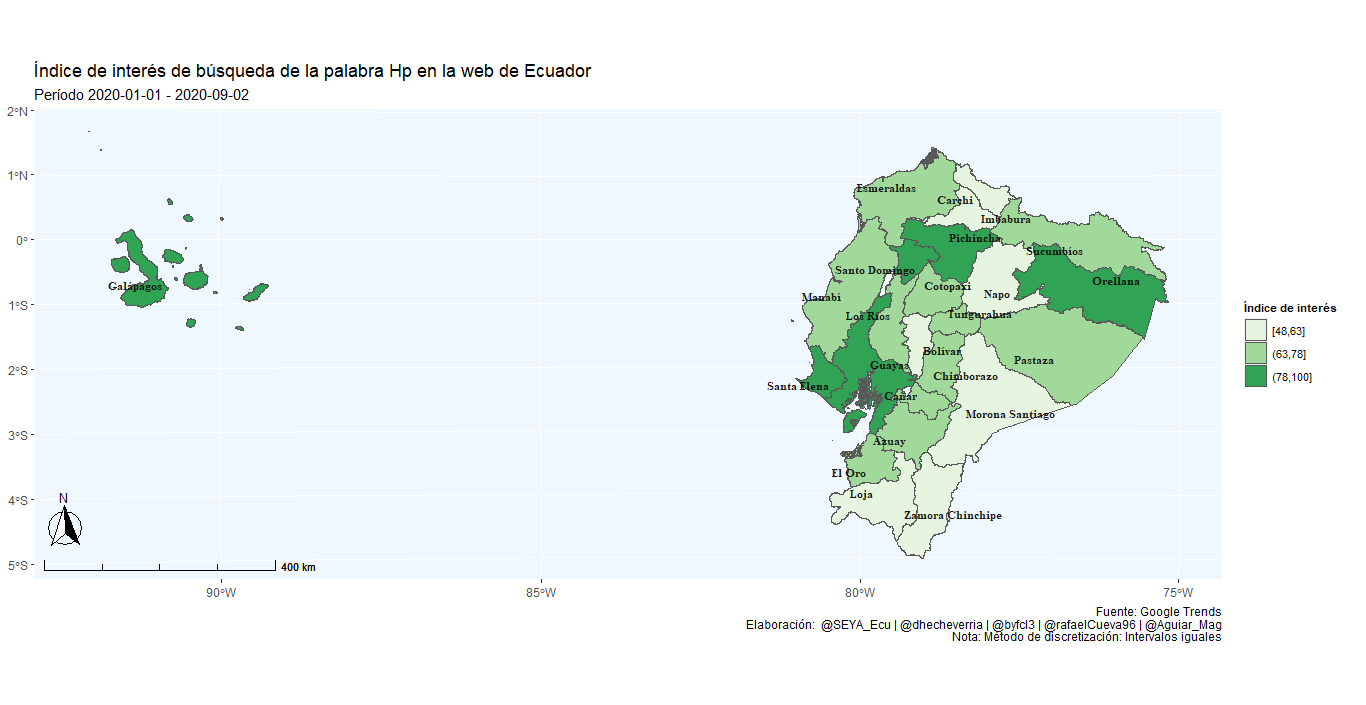 Índice de interés de búsqueda de la palabra Hp en la web de Ecuador
Período 2020-01-01 - 2020-09-02
2°N
1°N
0°
1°S
2°S
3°S
4°S
5°S
90°W
85°W
80°W
75°W
Galápagos
Esmeraldas
Carchi
Imbabura
Pichincha
Sucumbíos
Santo Domingo
Orellana
Cotopaxi
Manabí
Napo
Los Ríos
Tungurahua
Bolívar
Pastaza
Guayas
Chimborazo
Santa Elena
Cañar
Morona Santiago
Azuay
El Oro
Loja
Zamora Chinchipe
N
400 km
Índice de interés
[48,63]
(63,78]
(78,100]
Fuente: Google Trends
Elaboración: @SEYA_Ecu | @dhecheverria | @byfcl3 | @rafaelCueva96 | @Aguiar_Mag
Nota: Método de discretización: Intervalos iguales